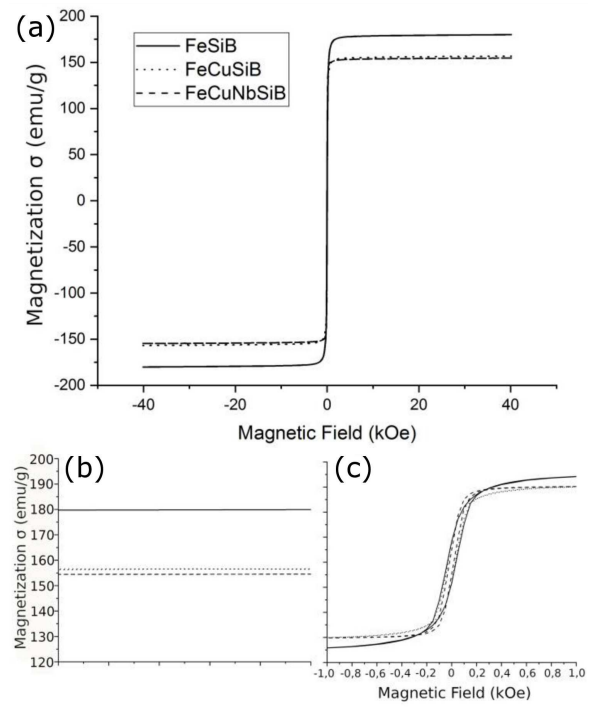 (a)
Magnetization σ (emu/g)
200
150
100
50
0
-50
-100
-150
-200
FeSiB
FeCuSiB
FeCuNbSiB
-40
-20
0
20
40
Magnetic Field (kOe)
(b)
Magnetization σ (emu/g)
200
190
180
170
160
150
140
130
120
(c)
-1,0 -0,8 -0,6 -0,4 -0,2 0 0,2 0,4 0,6 0,8 1,0
Magnetic Field (kOe)